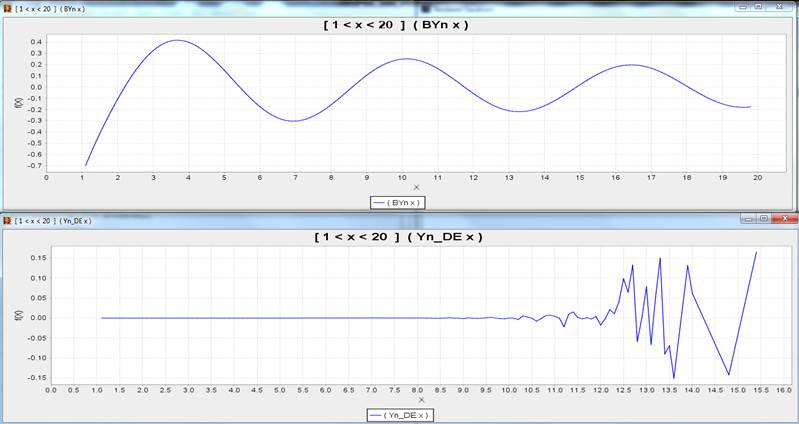 [ 1 < x < 20 ] ( BYn x )
[ 1 < x < 20 ] ( BYn x )
0.4
0.3
0.2
0.1
0.0
-0.1
-0.2
-0.3
-0.4
-0.5
-0.6
-0.7
f(X)
0 1 2 3 4 5 6 7 8 9 10 11 12 13 14 15 16 17 18 19 20
X
( BYn x )
[ 1 < x < 20 ] ( Yn_DE x )
[ 1 < x < 20 ] ( Yn_DE x )
0.15
0.10
0.05
0.00
-0.05
-0.10
-0.15
f(X)
0.0 0.5 1.0 1.5 2.0 2.5 3.0 3.5 4.0 4.5 5.0 5.5 6.0 6.5 7.0 7.5 8.0 8.5 9.0 9.5 10.0 10.5 11.0 11.5 12.0 12.5 13.0 13.5 14.0 14.5 15.0 15.5 16.0
X
( Yn_DE x )